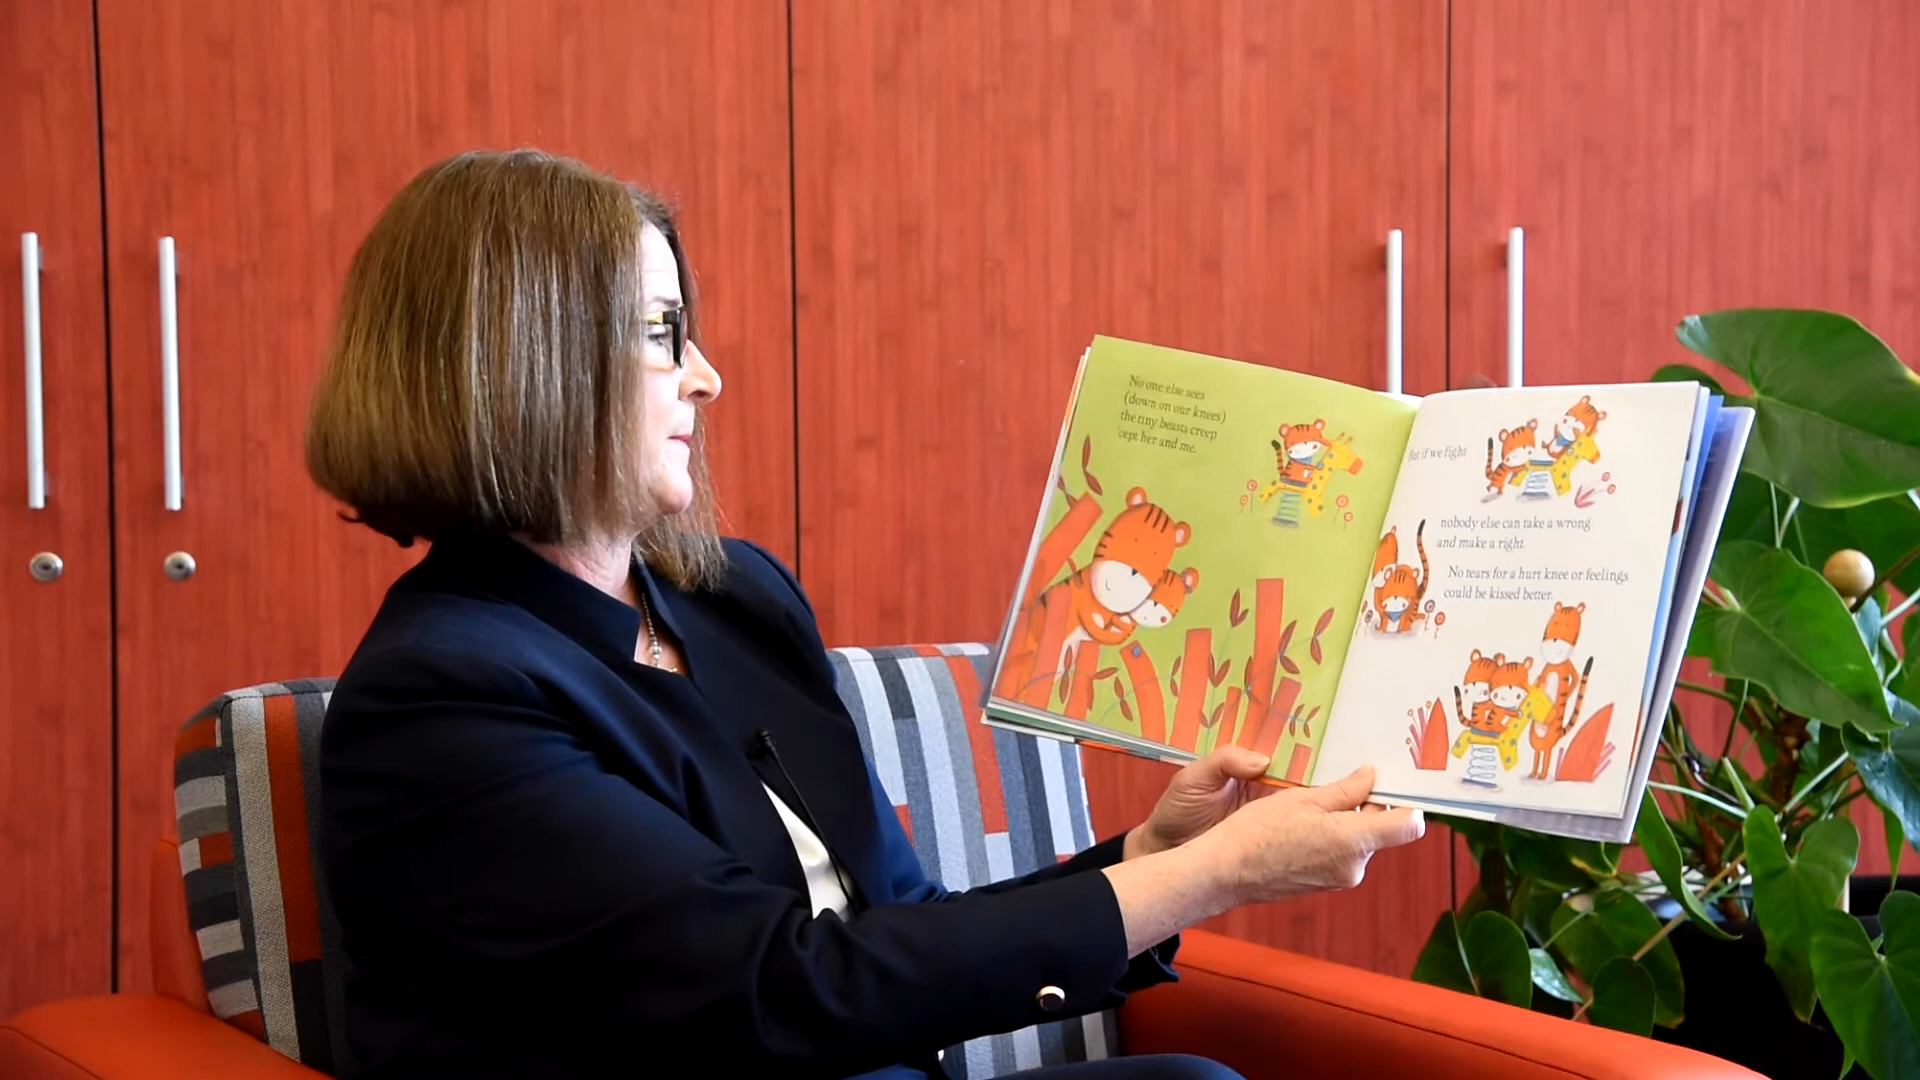 No one else sees
(down on our knees)
the tiny beasts creep
'cept her and me.
But if we fight
nobody else can take a wrong
and make a right.
No tears for a hurt knee or feelings
could be kissed better.